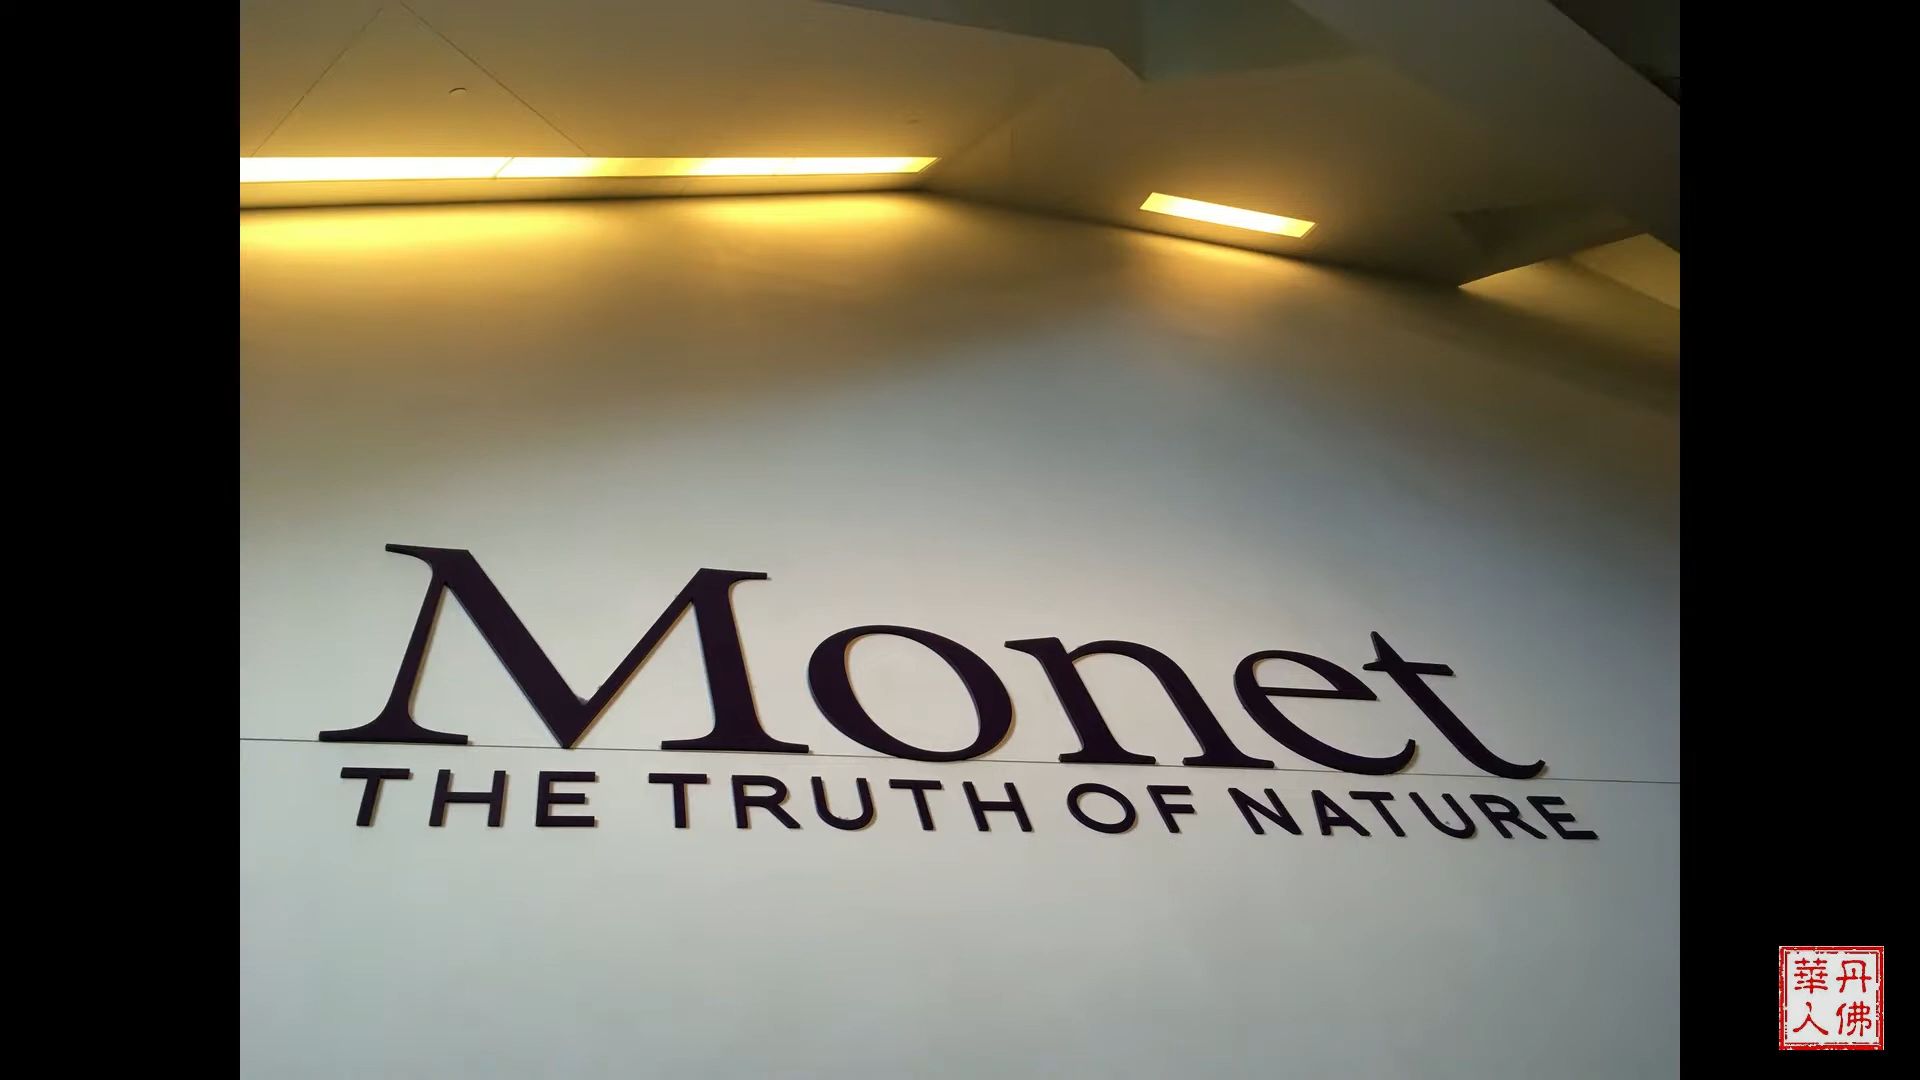 Monet
THE TRUTH OF NATURE
丹佛
華人